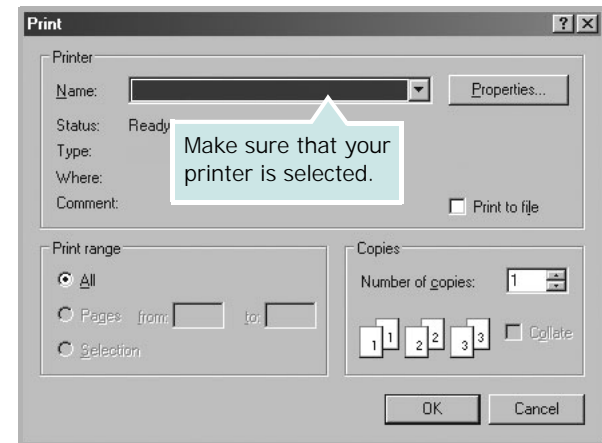 Print
Printer
Name:
Properties...
Status: Ready
Type:
Where:
Comment:
Make sure that your
printer is selected.
Print to file
Print range
All
Pages from: to:
Selection
Copies
Number of copies: 1
1 1 2 2 3 3
Collate
OK Cancel